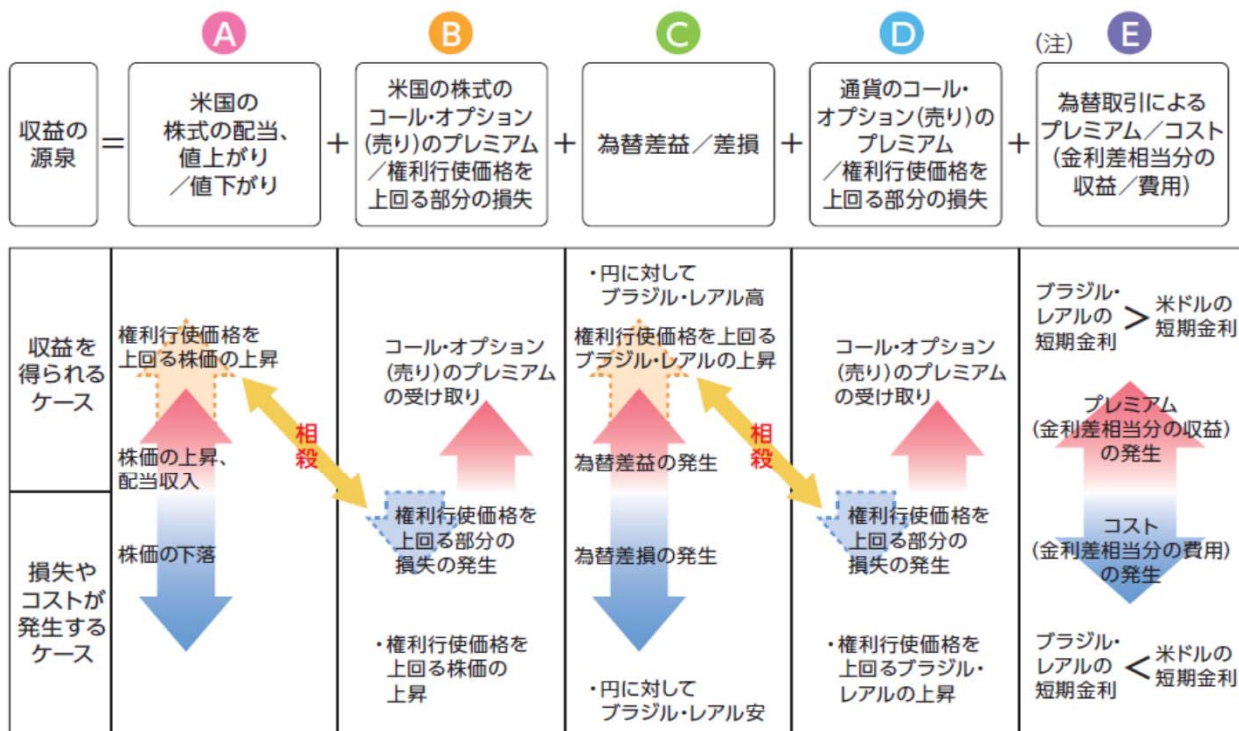 A
B
C
D
(注)
E
収益の
源泉
=
米国の
株式の配当、
値上がり
／値下がり
+
米国の株式の
コール・オプション
(売り)のプレミアム
／権利行使価格を
上回る部分の損失
+
為替差益／差損
+
通貨のコール・
オプション(売り)の
プレミアム
／権利行使価格を
上回る部分の損失
+
為替取引による
プレミアム／コスト
(金利差相当分の
収益／費用)
収益を
得られる
ケース
権利行使価格を
上回る株価の上昇
株価の上昇、
配当収入
相殺
コール・オプション
(売り)のプレミアム
の受け取り
・円に対して
ブラジル・レアル高
権利行使価格を上回る
ブラジル・レアルの上昇
為替差益の発生
相殺
コール・オプション
(売り)のプレミアム
の受け取り
ブラジル・
レアルの
短期金利
>
米ドルの
短期金利
プレミアム
(金利差相当分の収益)
の発生
損失や
コストが
発生する
ケース
株価の下落
権利行使価格を
上回る部分の
損失の発生
・権利行使価格を
上回る株価の
上昇
為替差損の発生
・円に対して
ブラジル・レアル安
権利行使価格を
上回る部分の
損失の発生
・権利行使価格を
上回るブラジル・
レアルの上昇
コスト
(金利差相当分の費用)
の発生
ブラジル・
レアルの
短期金利
<
米ドルの
短期金利